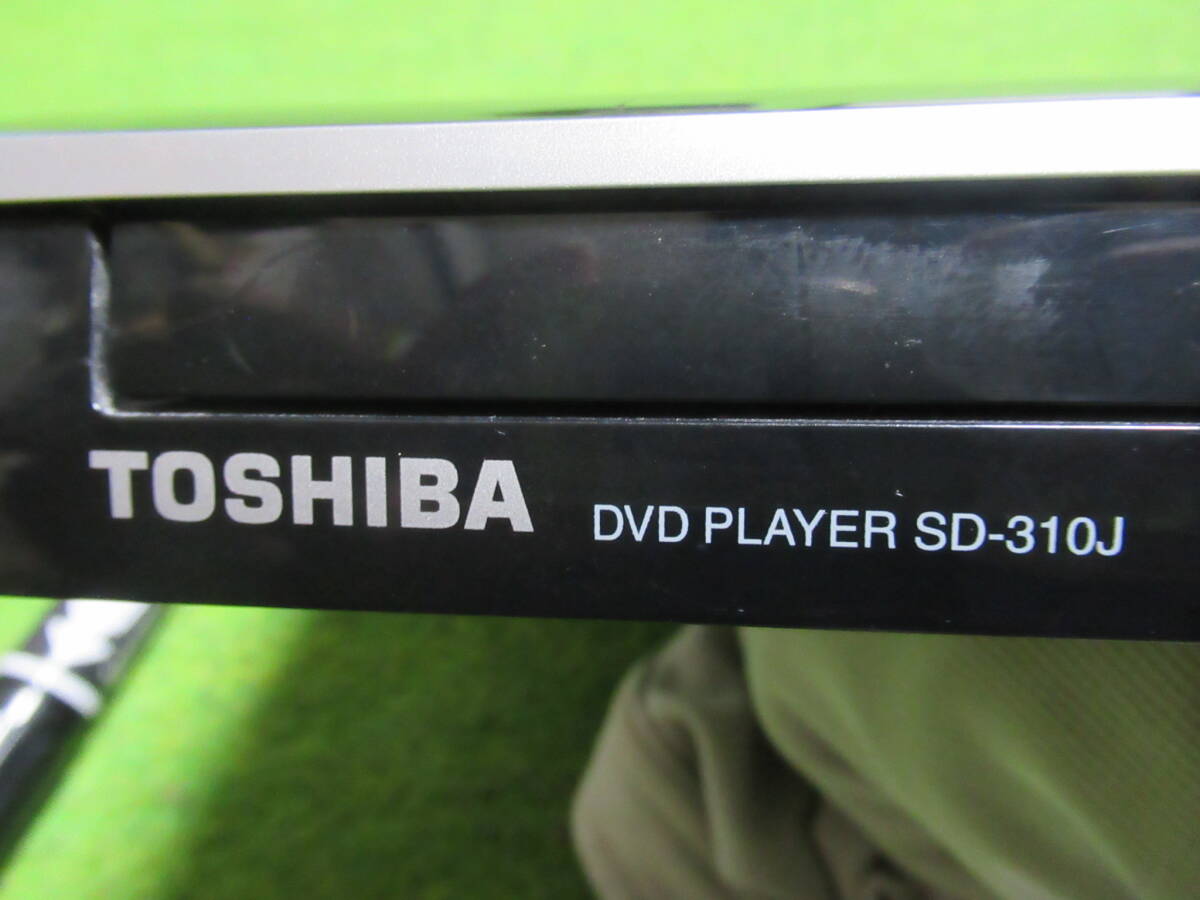 TOSHIBA DVD PLAYER SD-310J